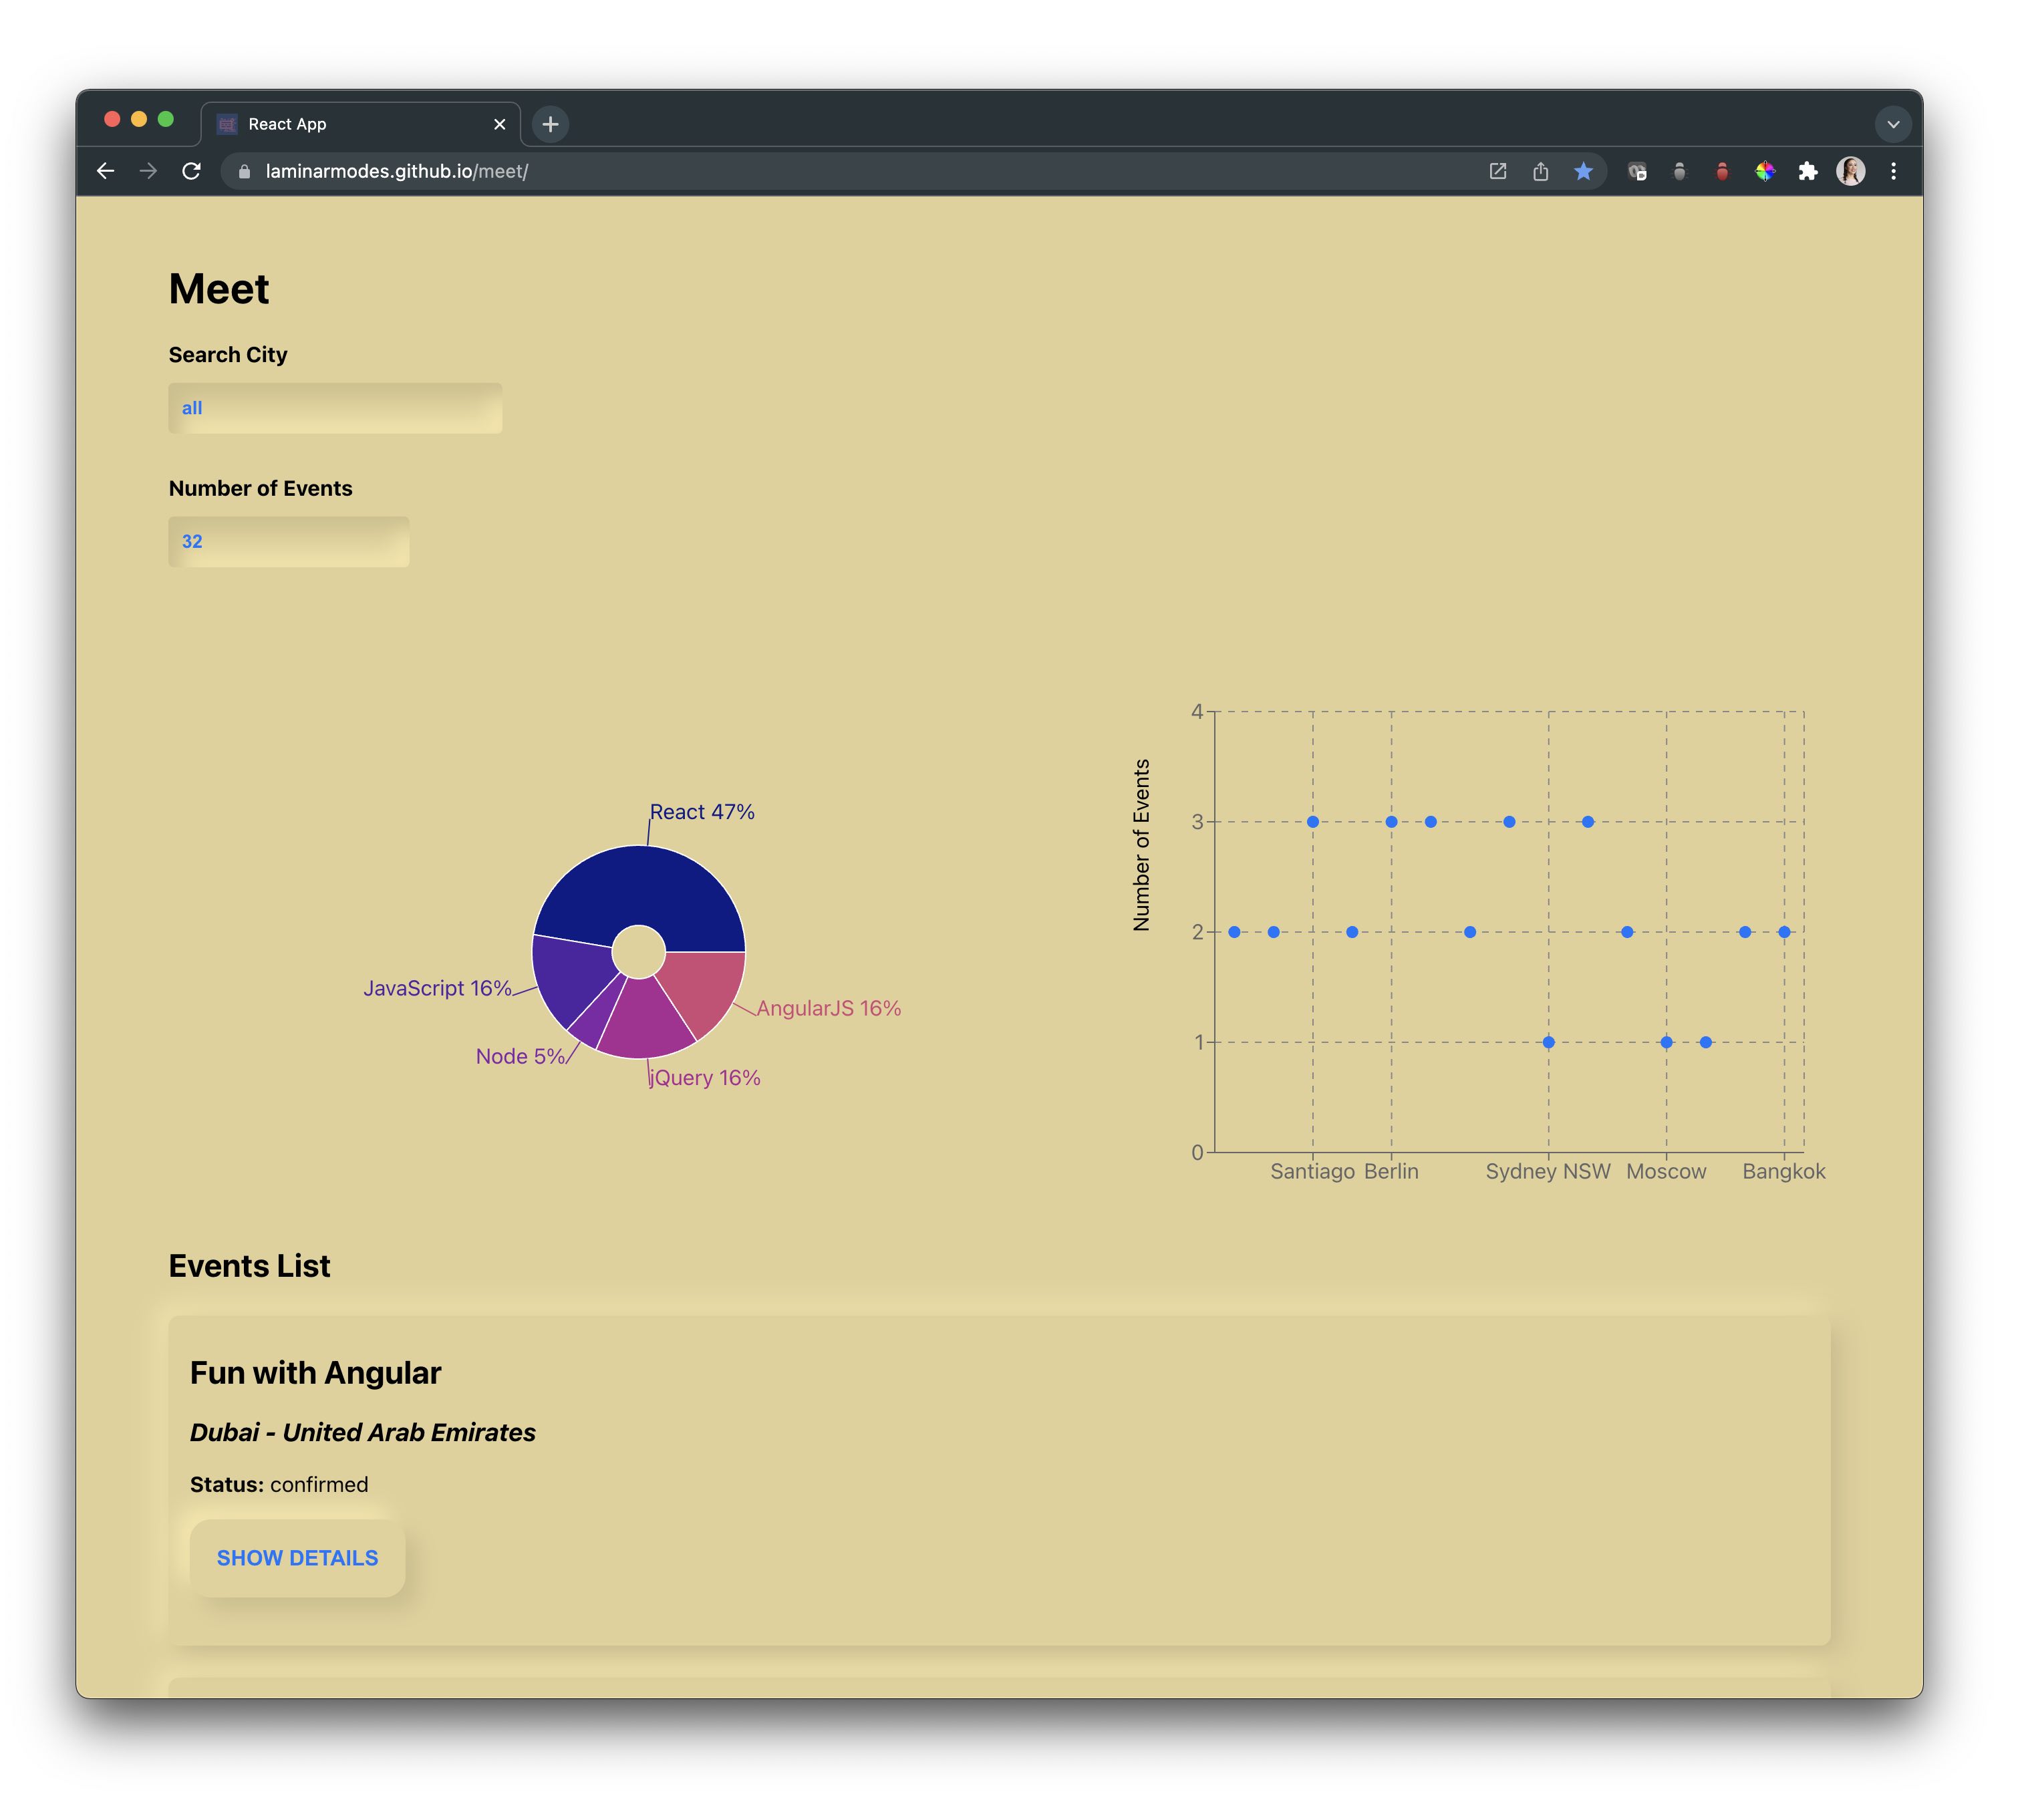 React App
laminarmodes.github.io/meet/
Meet
Search City
all
Number of Events
32
React 47%
JavaScript 16%
AngularJS 16%
Node 5%
jQuery 16%
Number of Events
4
3
2
1
0
Santiago Berlin Sydney NSW Moscow Bangkok
Events List
Fun with Angular
Dubai - United Arab Emirates
Status: confirmed
SHOW DETAILS